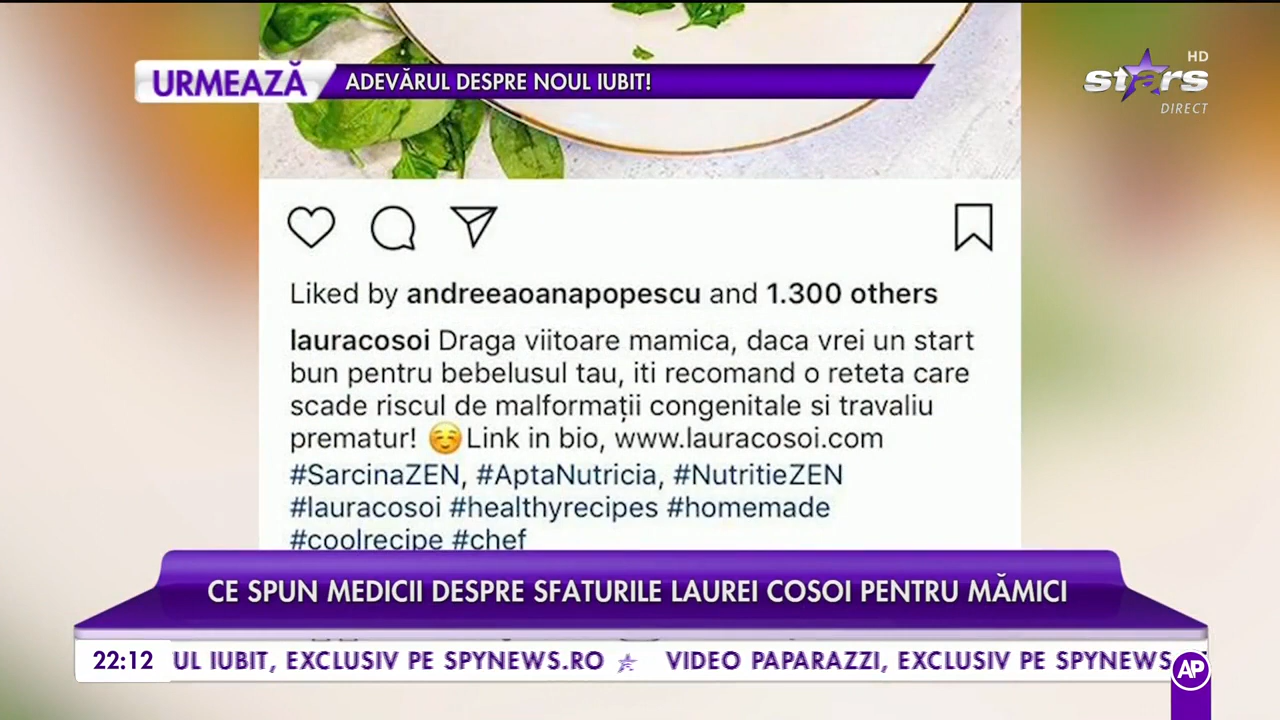 URMEAZĂ
ADEVĂRUL DESPRE NOUL IUBIT!
HD
stars
DIRECT
Liked by andreeaoanapopescu and 1.300 others
lauracosoi Draga viitoare mamica, daca vrei un start
bun pentru bebelusul tau, iti recomand o reteta care
scade riscul de malformații congenitale si travaliu
prematur! ☺️ Link in bio, www.lauracosoi.com
#SarcinaZEN, #AptaNutricia, #NutritieZEN
#lauracosoi #healthyrecipes #homemade
#coolrecipe #chef
CE SPUN MEDICII DESPRE SFATURILE LAUREI COSOI PENTRU MĂMICI
22:12 UL IUBIT, EXCLUSIV PE SPYNEWS.RO VIDEO PAPARAZZI, EXCLUSIV PE SPYNEWS
AP